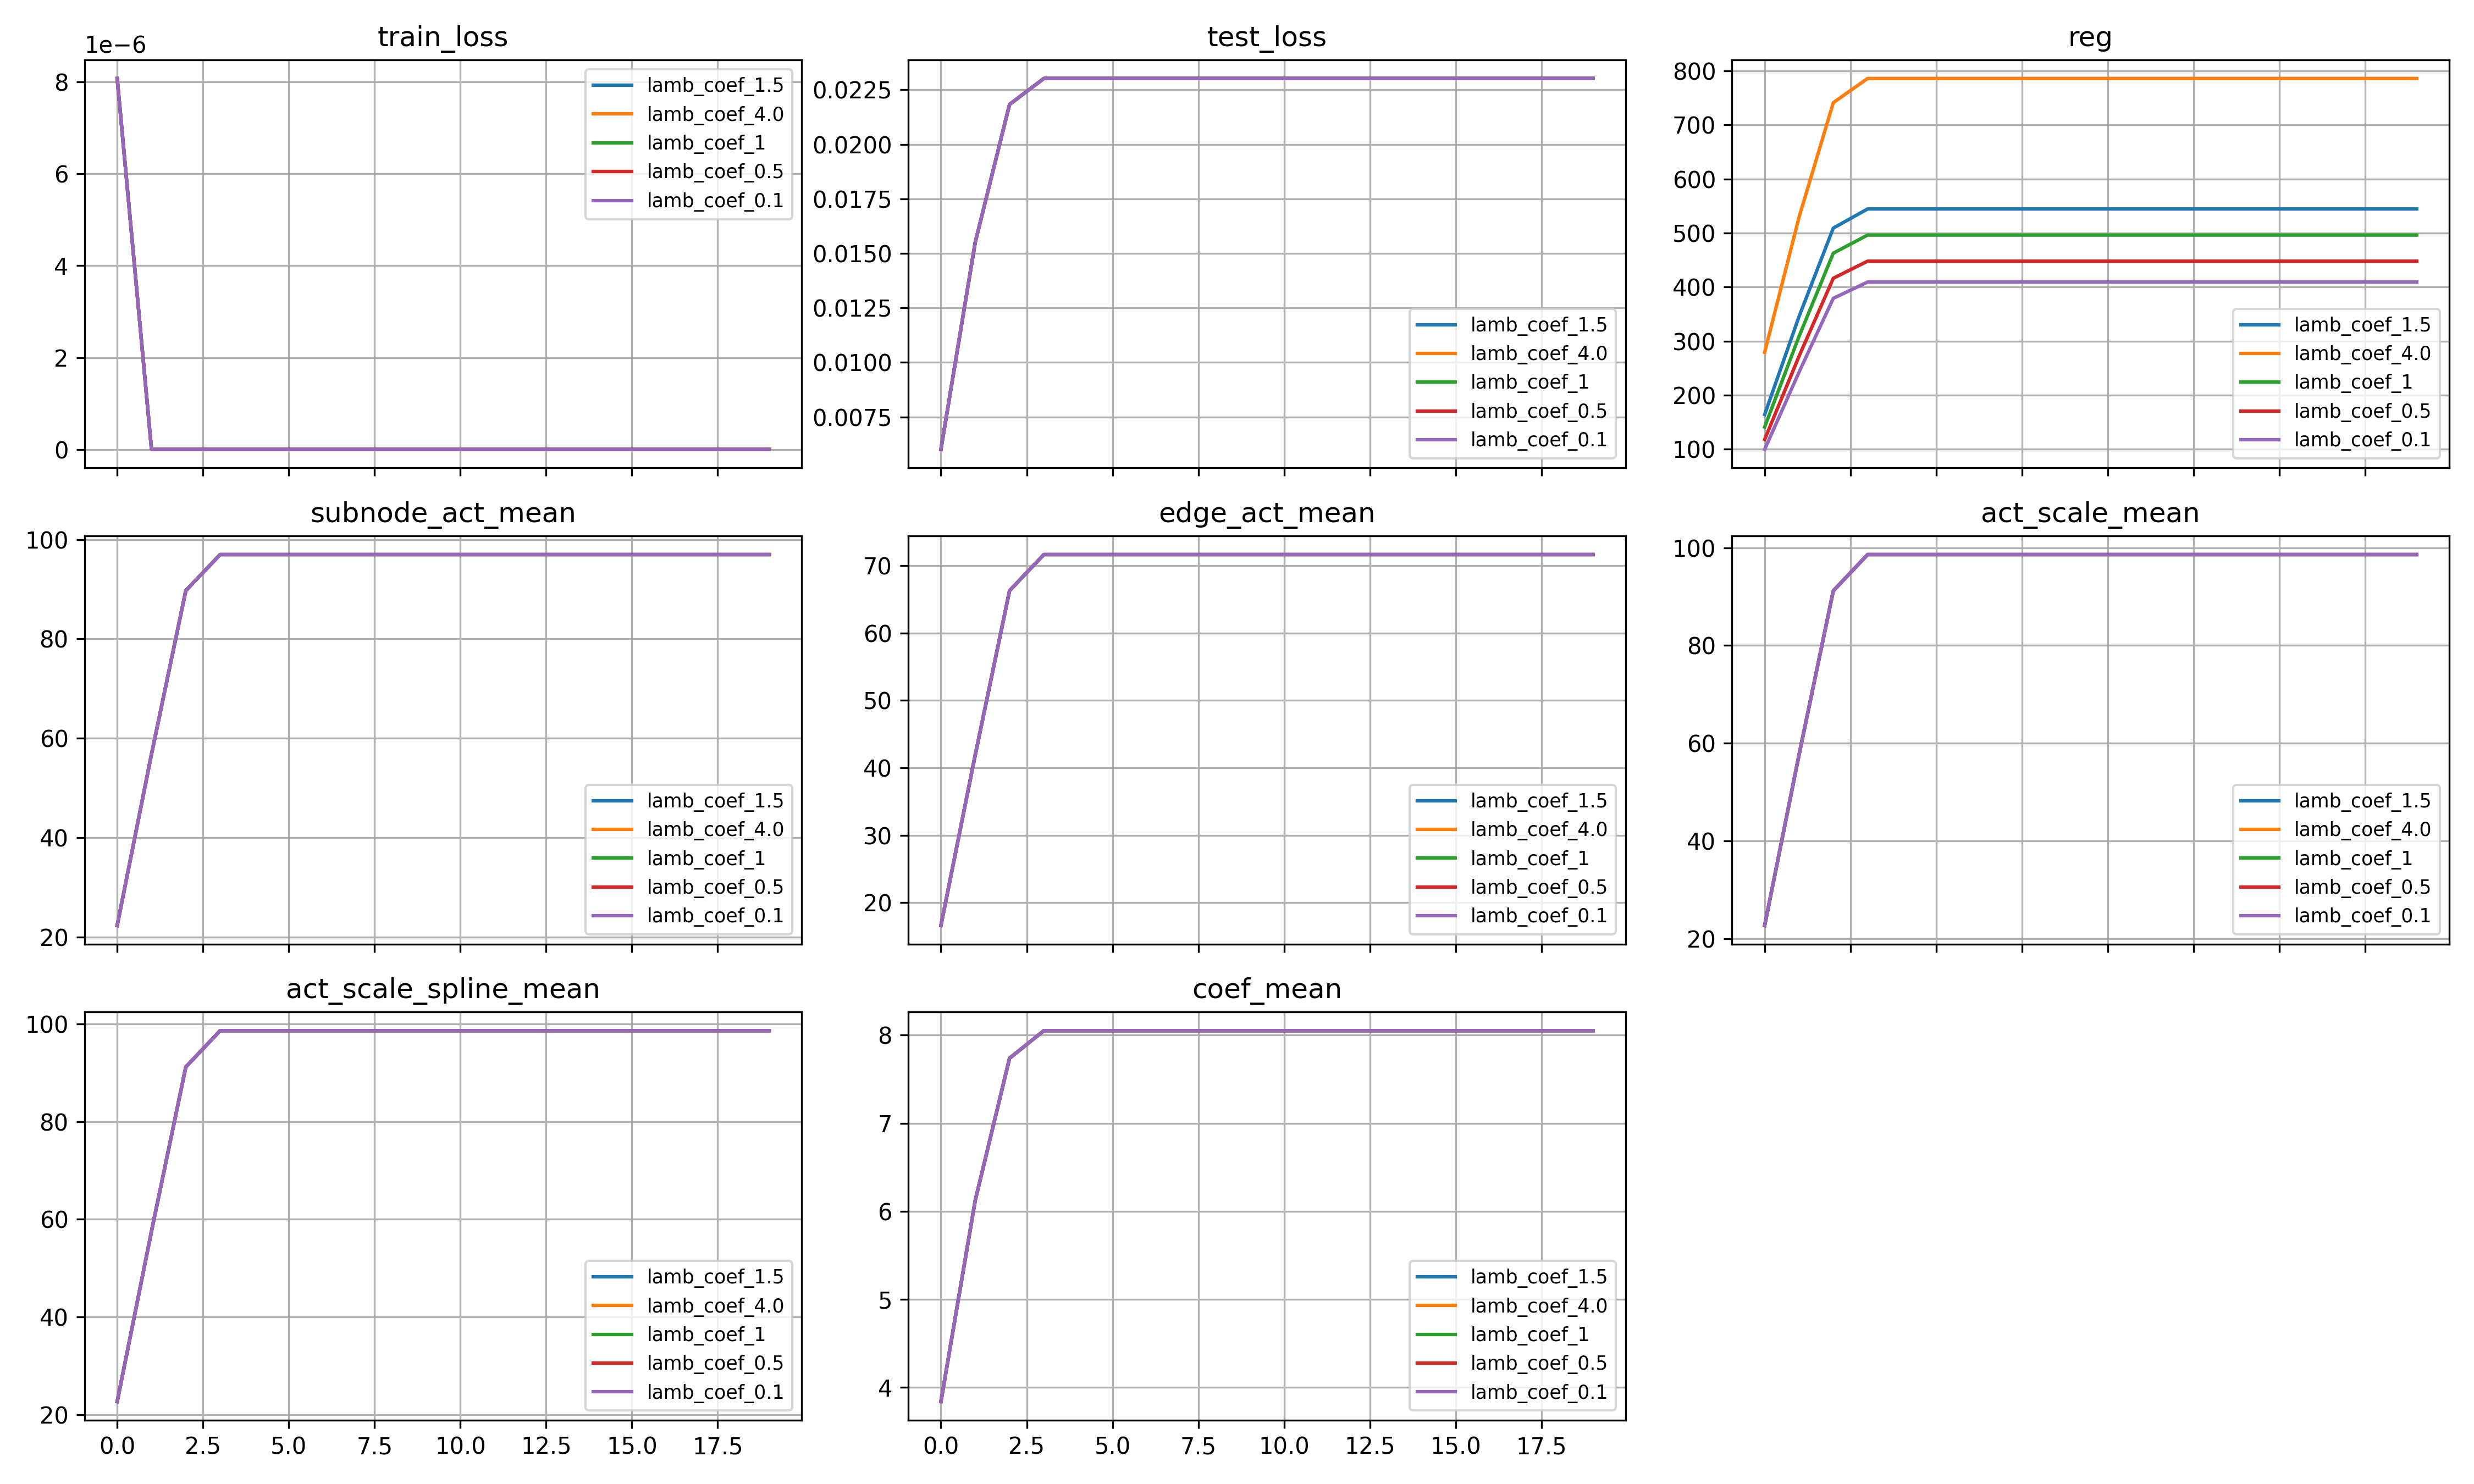 train_loss
1e−6
8
6
4
2
0
lamb_coef_1.5
lamb_coef_4.0
lamb_coef_1
lamb_coef_0.5
lamb_coef_0.1
test_loss
0.0225
0.0200
0.0175
0.0150
0.0125
0.0100
0.0075
lamb_coef_1.5
lamb_coef_4.0
lamb_coef_1
lamb_coef_0.5
lamb_coef_0.1
reg
800
700
600
500
400
300
200
100
lamb_coef_1.5
lamb_coef_4.0
lamb_coef_1
lamb_coef_0.5
lamb_coef_0.1
subnode_act_mean
100
80
60
40
20
lamb_coef_1.5
lamb_coef_4.0
lamb_coef_1
lamb_coef_0.5
lamb_coef_0.1
edge_act_mean
70
60
50
40
30
20
lamb_coef_1.5
lamb_coef_4.0
lamb_coef_1
lamb_coef_0.5
lamb_coef_0.1
act_scale_mean
100
80
60
40
20
lamb_coef_1.5
lamb_coef_4.0
lamb_coef_1
lamb_coef_0.5
lamb_coef_0.1
act_scale_spline_mean
100
80
60
40
20
lamb_coef_1.5
lamb_coef_4.0
lamb_coef_1
lamb_coef_0.5
lamb_coef_0.1
0.0 2.5 5.0 7.5 10.0 12.5 15.0 17.5
coef_mean
8
7
6
5
4
lamb_coef_1.5
lamb_coef_4.0
lamb_coef_1
lamb_coef_0.5
lamb_coef_0.1
0.0 2.5 5.0 7.5 10.0 12.5 15.0 17.5